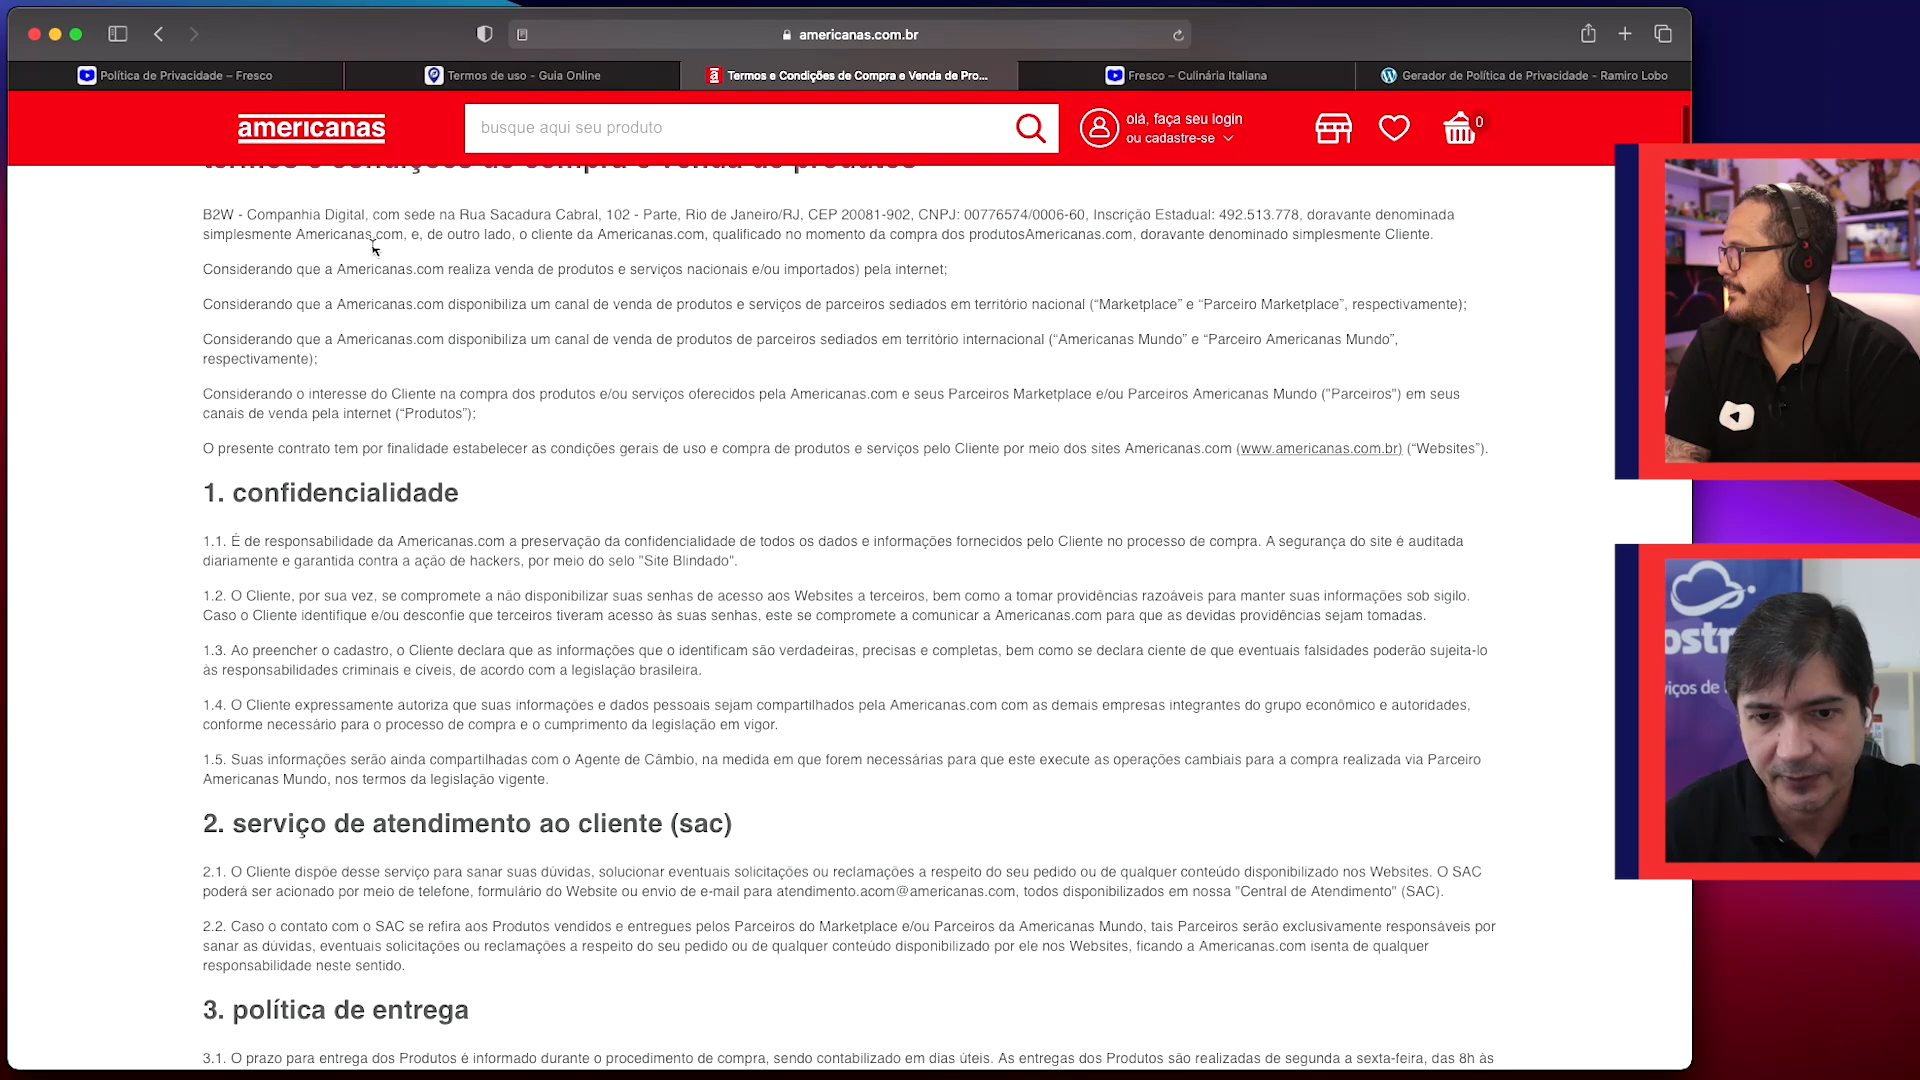 americanas.com.br
Política de Privacidade – Fresco
Termos de uso - Guia Online
Termos e Condições de Compra e Venda de Pro...
Fresco – Culinária Italiana
Gerador de Política de Privacidade - Ramiro Lobo
americanas
busque aqui seu produto
olá, faça seu login
ou cadastre-se
0
termos e condições de compra e venda de produtos
B2W - Companhia Digital, com sede na Rua Sacadura Cabral, 102 - Parte, Rio de Janeiro/RJ, CEP 20081-902, CNPJ: 00776574/0006-60, Inscrição Estadual: 492.513.778, doravante denominada
simplesmente Americanas.com, e, de outro lado, o cliente da Americanas.com, qualificado no momento da compra dos produtosAmericanas.com, doravante denominado simplesmente Cliente.
Considerando que a Americanas.com realiza venda de produtos e serviços nacionais e/ou importados) pela internet;
Considerando que a Americanas.com disponibiliza um canal de venda de produtos e serviços de parceiros sediados em território nacional (“Marketplace” e “Parceiro Marketplace”, respectivamente);
Considerando que a Americanas.com disponibiliza um canal de venda de produtos de parceiros sediados em território internacional (“Americanas Mundo” e “Parceiro Americanas Mundo”,
respectivamente);
Considerando o interesse do Cliente na compra dos produtos e/ou serviços oferecidos pela Americanas.com e seus Parceiros Marketplace e/ou Parceiros Americanas Mundo ("Parceiros") em seus
canais de venda pela internet (“Produtos”);
O presente contrato tem por finalidade estabelecer as condições gerais de uso e compra de produtos e serviços pelo Cliente por meio dos sites Americanas.com (www.americanas.com.br) (“Websites”).
1. confidencialidade
1.1. É de responsabilidade da Americanas.com a preservação da confidencialidade de todos os dados e informações fornecidos pelo Cliente no processo de compra. A segurança do site é auditada
diariamente e garantida contra a ação de hackers, por meio do selo "Site Blindado".
1.2. O Cliente, por sua vez, se compromete a não disponibilizar suas senhas de acesso aos Websites a terceiros, bem como a tomar providências razoáveis para manter suas informações sob sigilo.
Caso o Cliente identifique e/ou desconfie que terceiros tiveram acesso às suas senhas, este se compromete a comunicar a Americanas.com para que as devidas providências sejam tomadas.
1.3. Ao preencher o cadastro, o Cliente declara que as informações que o identificam são verdadeiras, precisas e completas, bem como se declara ciente de que eventuais falsidades poderão sujeita-lo
às responsabilidades criminais e cíveis, de acordo com a legislação brasileira.
1.4. O Cliente expressamente autoriza que suas informações e dados pessoais sejam compartilhados pela Americanas.com com as demais empresas integrantes do grupo econômico e autoridades,
conforme necessário para o processo de compra e o cumprimento da legislação em vigor.
1.5. Suas informações serão ainda compartilhadas com o Agente de Câmbio, na medida em que forem necessárias para que este execute as operações cambiais para a compra realizada via Parceiro
Americanas Mundo, nos termos da legislação vigente.
2. serviço de atendimento ao cliente (sac)
2.1. O Cliente dispõe desse serviço para sanar suas dúvidas, solucionar eventuais solicitações ou reclamações a respeito do seu pedido ou de qualquer conteúdo disponibilizado nos Websites. O SAC
poderá ser acionado por meio de telefone, formulário do Website ou envio de e-mail para atendimento.acom@americanas.com, todos disponibilizados em nossa "Central de Atendimento" (SAC).
2.2. Caso o contato com o SAC se refira aos Produtos vendidos e entregues pelos Parceiros do Marketplace e/ou Parceiros da Americanas Mundo, tais Parceiros serão exclusivamente responsáveis por
sanar as dúvidas, eventuais solicitações ou reclamações a respeito do seu pedido ou de qualquer conteúdo disponibilizado por ele nos Websites, ficando a Americanas.com isenta de qualquer
responsabilidade neste sentido.
3. política de entrega
3.1. O prazo para entrega dos Produtos é informado durante o procedimento de compra, sendo contabilizado em dias úteis. As entregas dos Produtos são realizadas de segunda a sexta-feira, das 8h às
ostr
iços de